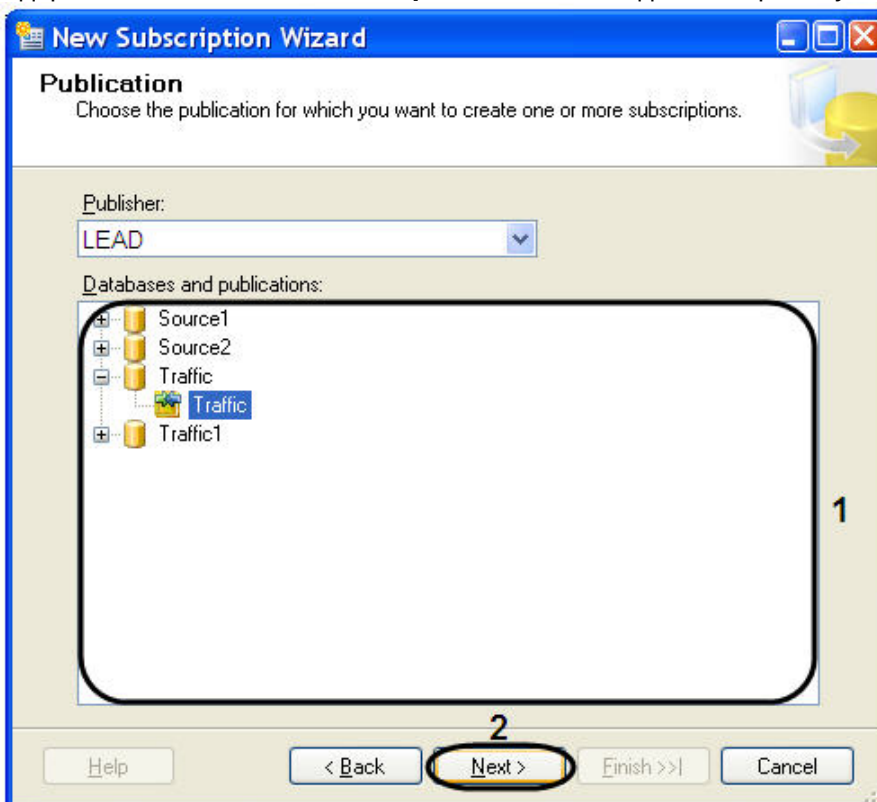 New Subscription Wizard
Publication
Choose the publication for which you want to create one or more subscriptions.
Publisher:
LEAD
Databases and publications:
Source1
Source2
Traffic
Traffic
Traffic1
1
2
Help
< Back
Next >
Finish >>|
Cancel